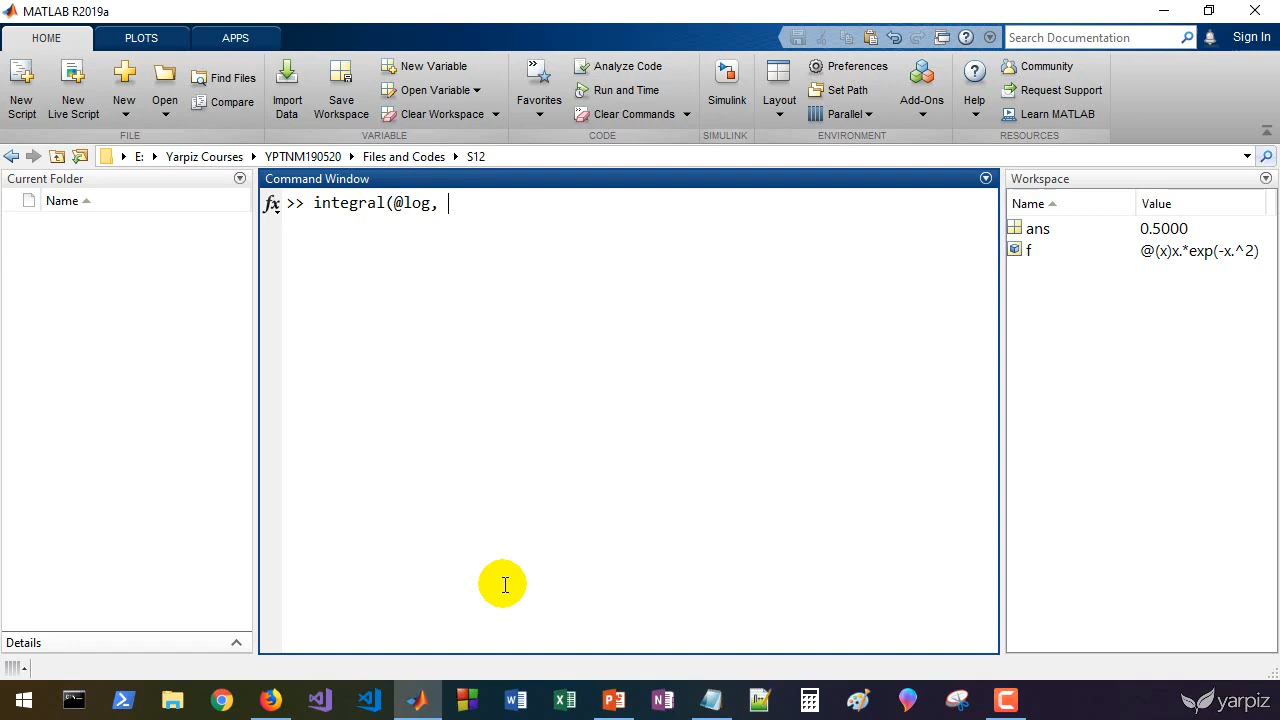 MATLAB R2019a
HOME PLOTS APPS Search Documentation Sign In
New Script New Live Script New Open Find Files Compare Import Data Save Workspace New Variable Open Variable Clear Workspace Favorites Analyze Code Run and Time Clear Commands Simulink Layout Preferences Set Path Parallel Add-Ons Help Community Request Support Learn MATLAB
FILE VARIABLE CODE SIMULINK ENVIRONMENT RESOURCES
E: Yarpiz Courses YPTNM190520 Files and Codes S12
Current Folder Command Window Workspace
Name fx >> integral(@log, Name Value
ans 0.5000
f @(x)x.*exp(-x.^2)
Details
yarpiz